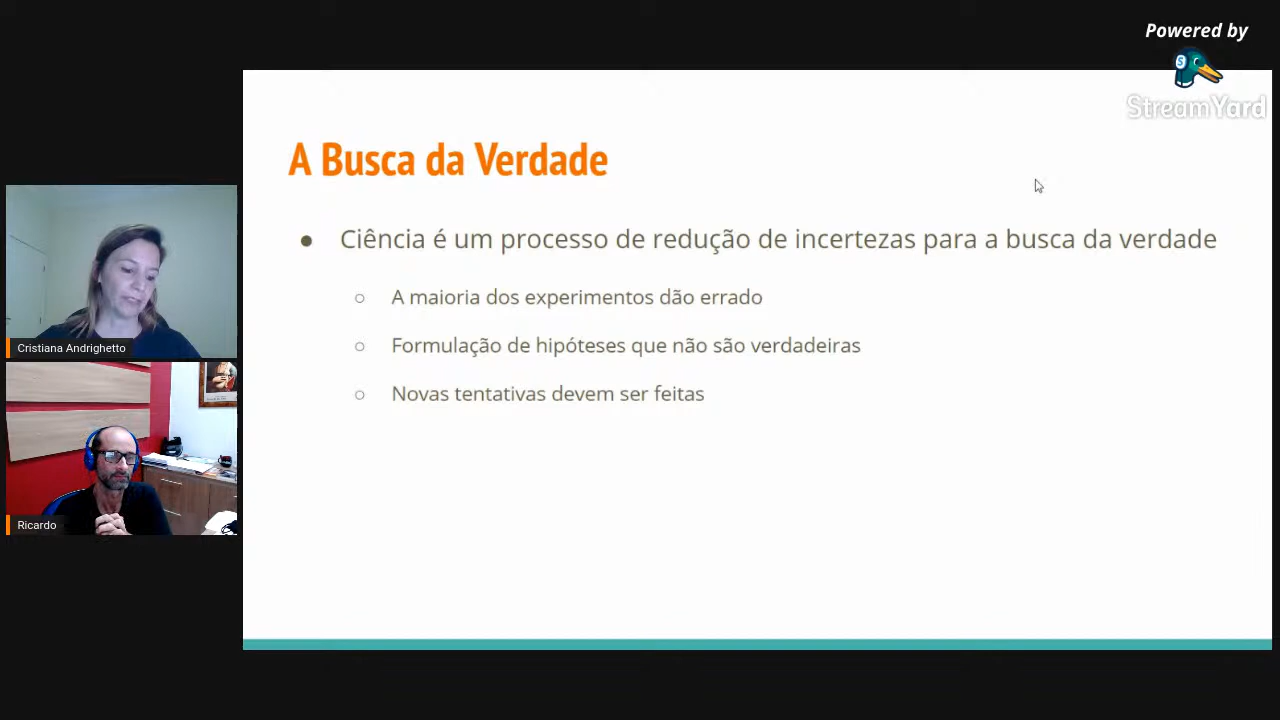 Powered by
StreamYard
A Busca da Verdade
● Ciência é um processo de redução de incertezas para a busca da verdade
○ A maioria dos experimentos dão errado
○ Formulação de hipóteses que não são verdadeiras
○ Novas tentativas devem ser feitas
Cristiana Andrighetto
Ricardo